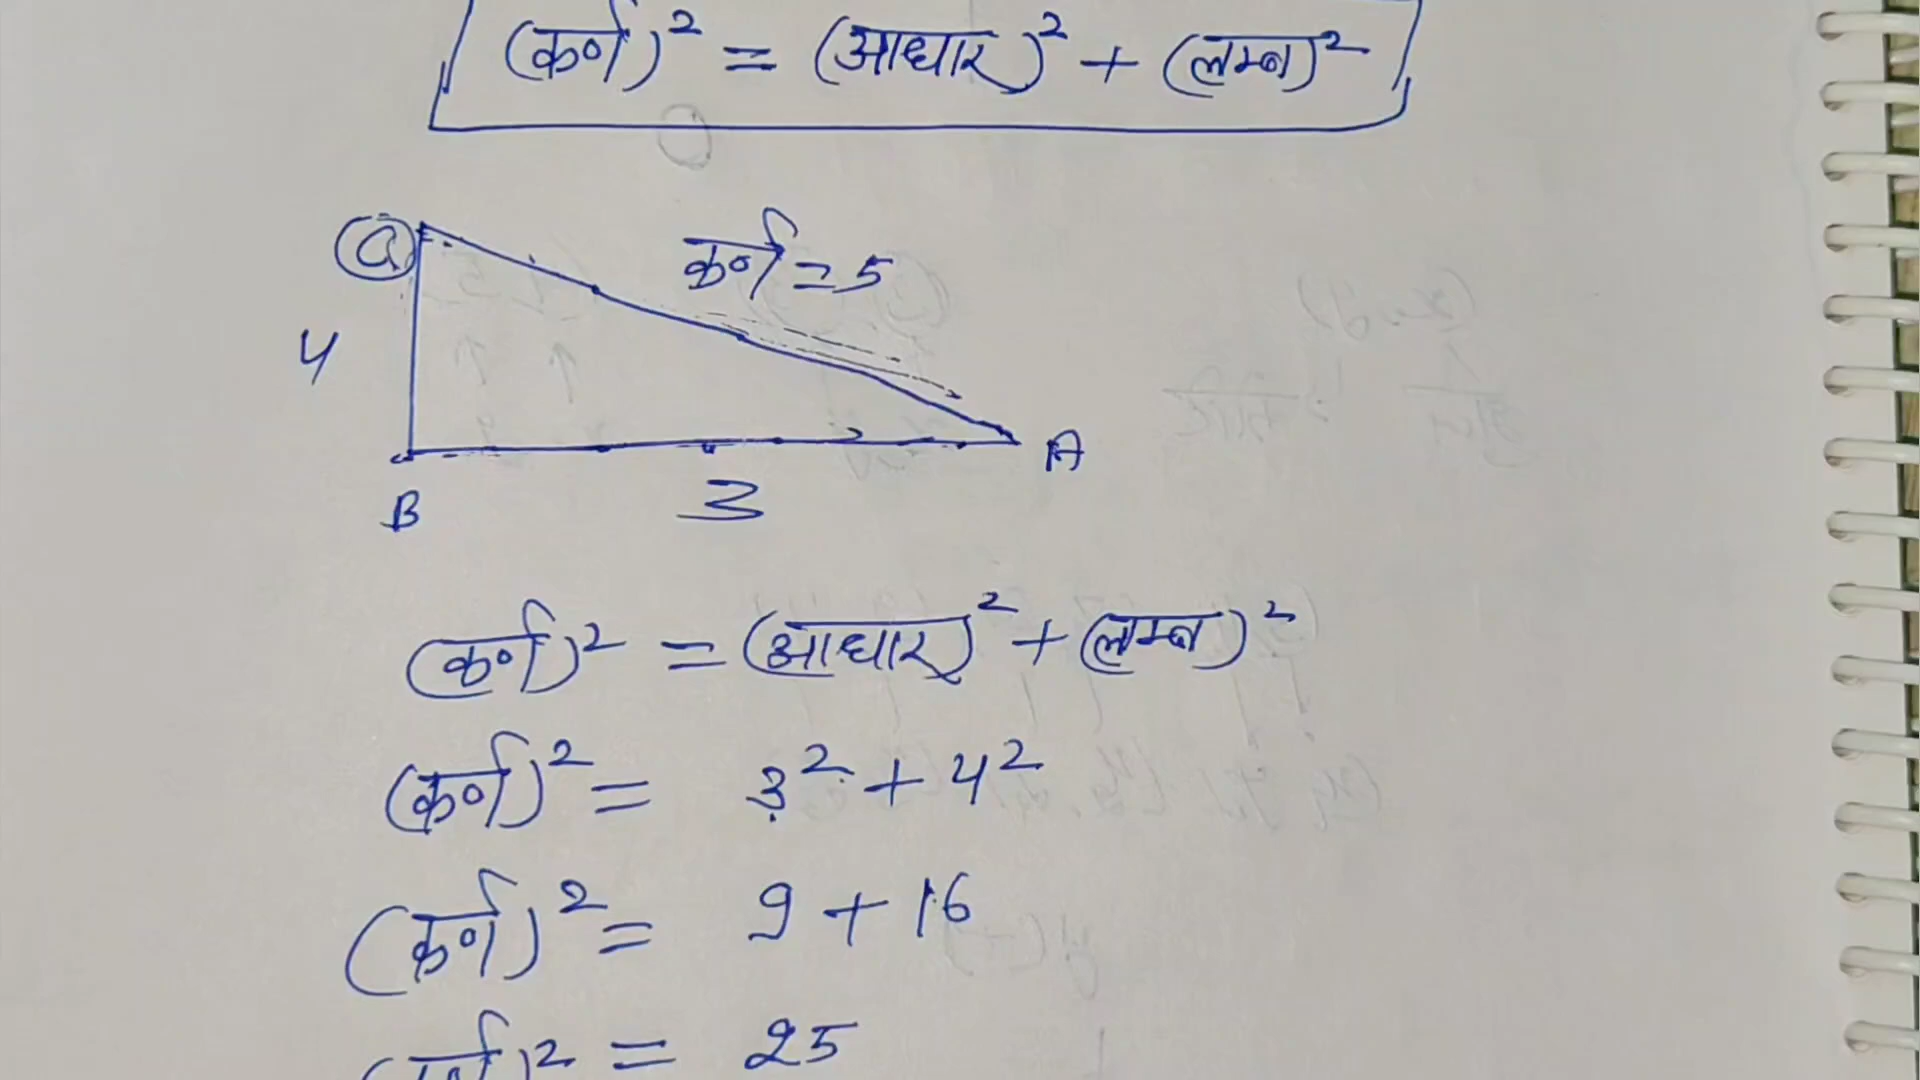 (कर्ण)² = (आधार)² + (लम्ब)²
a
कर्ण = 5
4
A
B
3
(कर्ण)² = (आधार)² + (लम्ब)²
(कर्ण)² = 3² + 4²
(कर्ण)² = 9 + 16
(कर्ण)² = 25